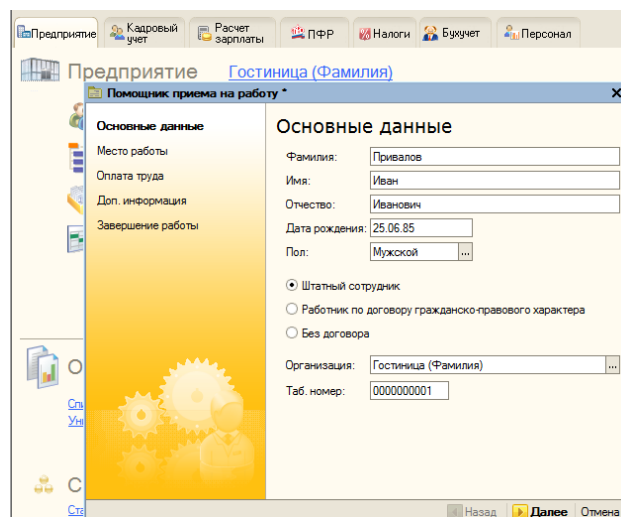 Предприятие
Кадровый учет
Расчет зарплаты
ПФР
Налоги
Бухучет
Персонал
Предприятие Гостиница (Фамилия)
Помощник приема на работу *
Основные данные
Место работы
Оплата труда
Доп. информация
Завершение работы
Основные данные
Фамилия: Привалов
Имя: Иван
Отчество: Иванович
Дата рождения: 25.06.85
Пол: Мужской ...
Штатный сотрудник
Работник по договору гражданско-правового характера
Без договора
Организация: Гостиница (Фамилия) ...
Таб. номер: 0000000001
Назад Далее Отмена